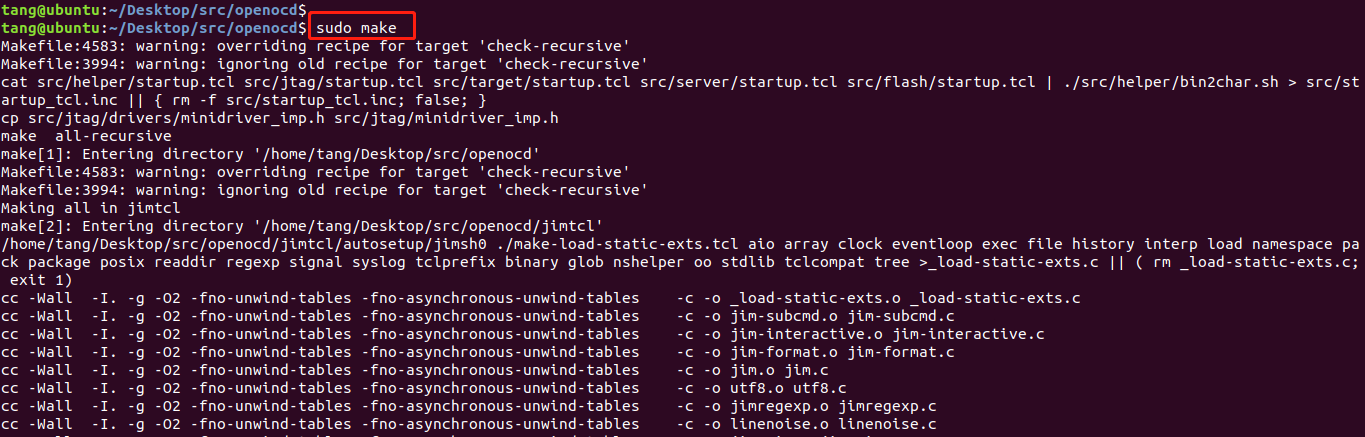 tang@ubuntu:~/Desktop/src/openocd$
tang@ubuntu:~/Desktop/src/openocd$ sudo make
Makefile:4583: warning: overriding recipe for target 'check-recursive'
Makefile:3994: warning: ignoring old recipe for target 'check-recursive'
cat src/helper/startup.tcl src/jtag/startup.tcl src/target/startup.tcl src/server/startup.tcl src/flash/startup.tcl | ./src/helper/bin2char.sh > src/st
artup_tcl.inc || { rm -f src/startup_tcl.inc; false; }
cp src/jtag/drivers/minidriver_imp.h src/jtag/minidriver_imp.h
make  all-recursive
make[1]: Entering directory '/home/tang/Desktop/src/openocd'
Makefile:4583: warning: overriding recipe for target 'check-recursive'
Makefile:3994: warning: ignoring old recipe for target 'check-recursive'
Making all in jimtcl
make[2]: Entering directory '/home/tang/Desktop/src/openocd/jimtcl'
/home/tang/Desktop/src/openocd/jimtcl/autosetup/jimsh0 ./make-load-static-exts.tcl aio array clock eventloop exec file history interp load namespace pa
ck package posix readdir regexp signal syslog tclprefix binary glob nshelper oo stdlib tclcompat tree >_load-static-exts.c || ( rm _load-static-exts.c;
 exit 1)
cc -Wall  -I. -g -O2 -fno-unwind-tables -fno-asynchronous-unwind-tables    -c -o _load-static-exts.o _load-static-exts.c
cc -Wall  -I. -g -O2 -fno-unwind-tables -fno-asynchronous-unwind-tables    -c -o jim-subcmd.o jim-subcmd.c
cc -Wall  -I. -g -O2 -fno-unwind-tables -fno-asynchronous-unwind-tables    -c -o jim-interactive.o jim-interactive.c
cc -Wall  -I. -g -O2 -fno-unwind-tables -fno-asynchronous-unwind-tables    -c -o jim-format.o jim-format.c
cc -Wall  -I. -g -O2 -fno-unwind-tables -fno-asynchronous-unwind-tables    -c -o jim.o jim.c
cc -Wall  -I. -g -O2 -fno-unwind-tables -fno-asynchronous-unwind-tables    -c -o utf8.o utf8.c
cc -Wall  -I. -g -O2 -fno-unwind-tables -fno-asynchronous-unwind-tables    -c -o jimregexp.o jimregexp.c
cc -Wall  -I. -g -O2 -fno-unwind-tables -fno-asynchronous-unwind-tables    -c -o linenoise.o linenoise.c